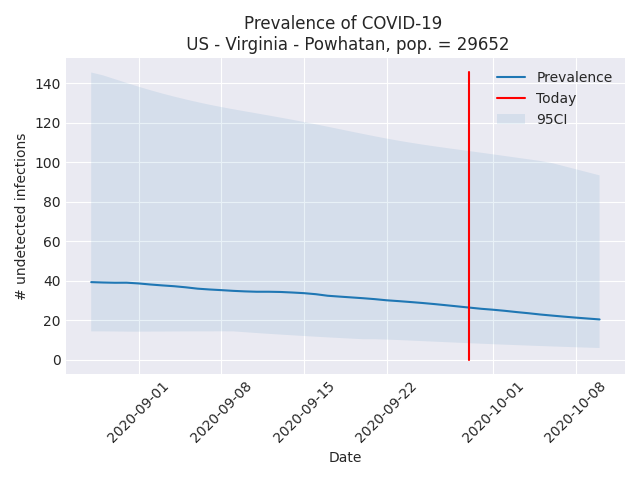 Prevalence of COVID-19
US - Virginia - Powhatan, pop. = 29652
Prevalence
Today
95CI
# undetected infections
140
120
100
80
60
40
20
0
2020-09-01
2020-09-08
2020-09-15
2020-09-22
2020-10-01
2020-10-08
Date